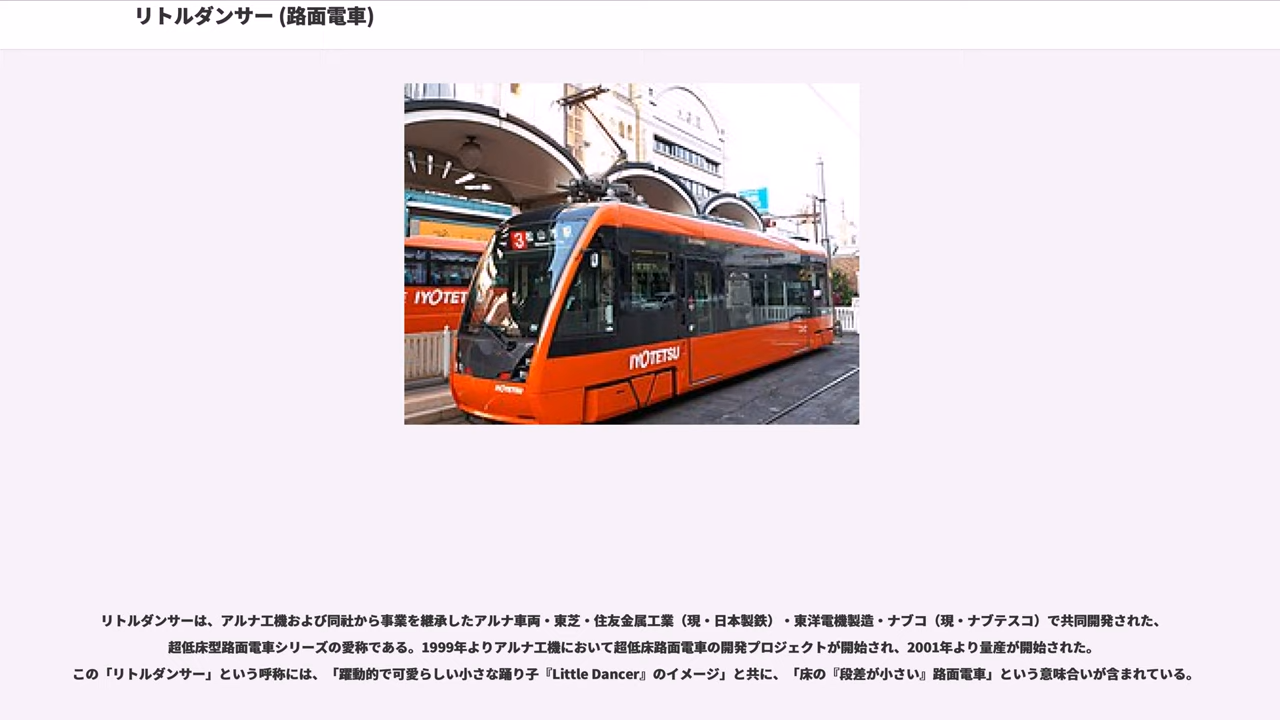 リトルダンサー (路面電車)
3
IYOTETSU
IYOTETSU
リトルダンサーは、アルナ工機および同社から事業を継承したアルナ車両・東芝・住友金属工業（現・日本製鉄）・東洋電機製造・ナブコ（現・ナブテスコ）で共同開発された、
超低床型路面電車シリーズの愛称である。1999年よりアルナ工機において超低床路面電車の開発プロジェクトが開始され、2001年より量産が開始された。
この「リトルダンサー」という呼称には、「躍動的で可愛らしい小さな踊り子『Little Dancer』のイメージ」と共に、「床の『段差が小さい』路面電車」という意味合いが含まれている。